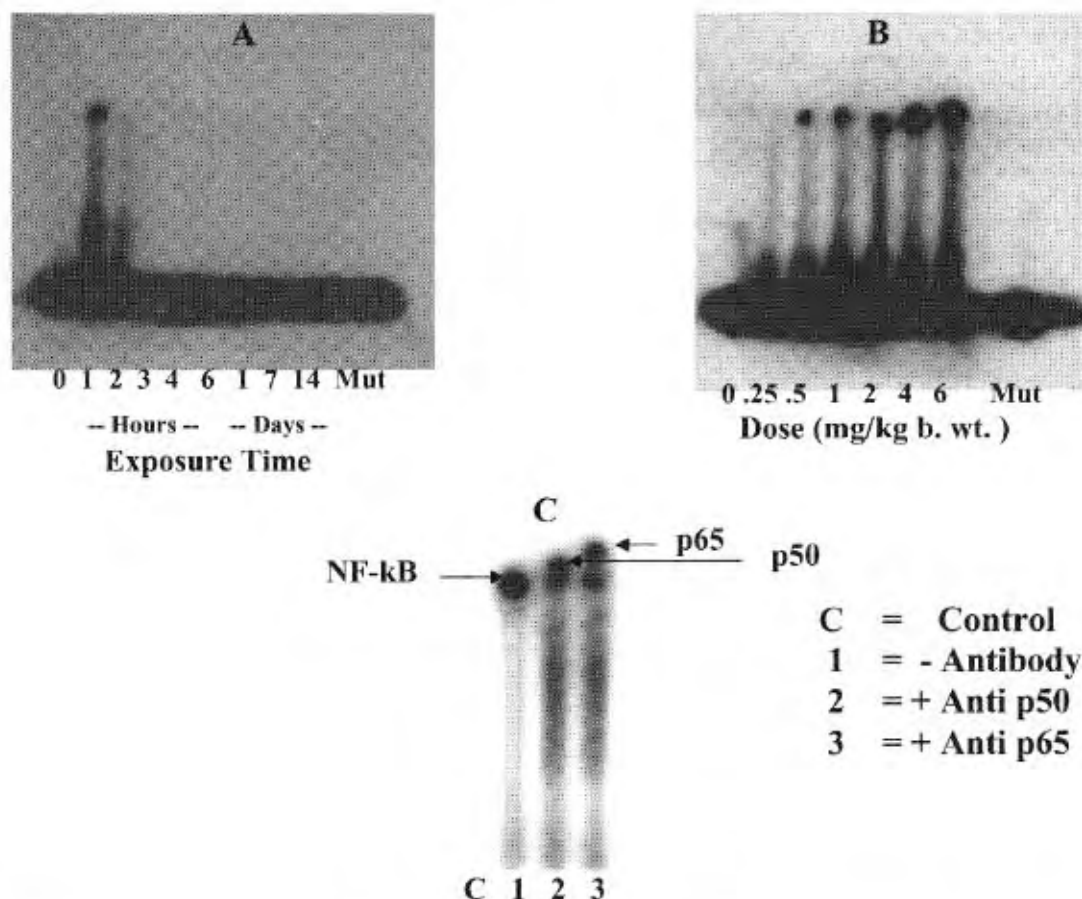 A
0 1 2 3 4 6 1 7 14 Mut
-- Hours -- -- Days --
Exposure Time
B
0 .25 .5 1 2 4 6 Mut
Dose (mg/kg b. wt. )
C
p65
p50
NF-kB
C = Control
1 = - Antibody
2 = + Anti p50
3 = + Anti p65
C 1 2 3